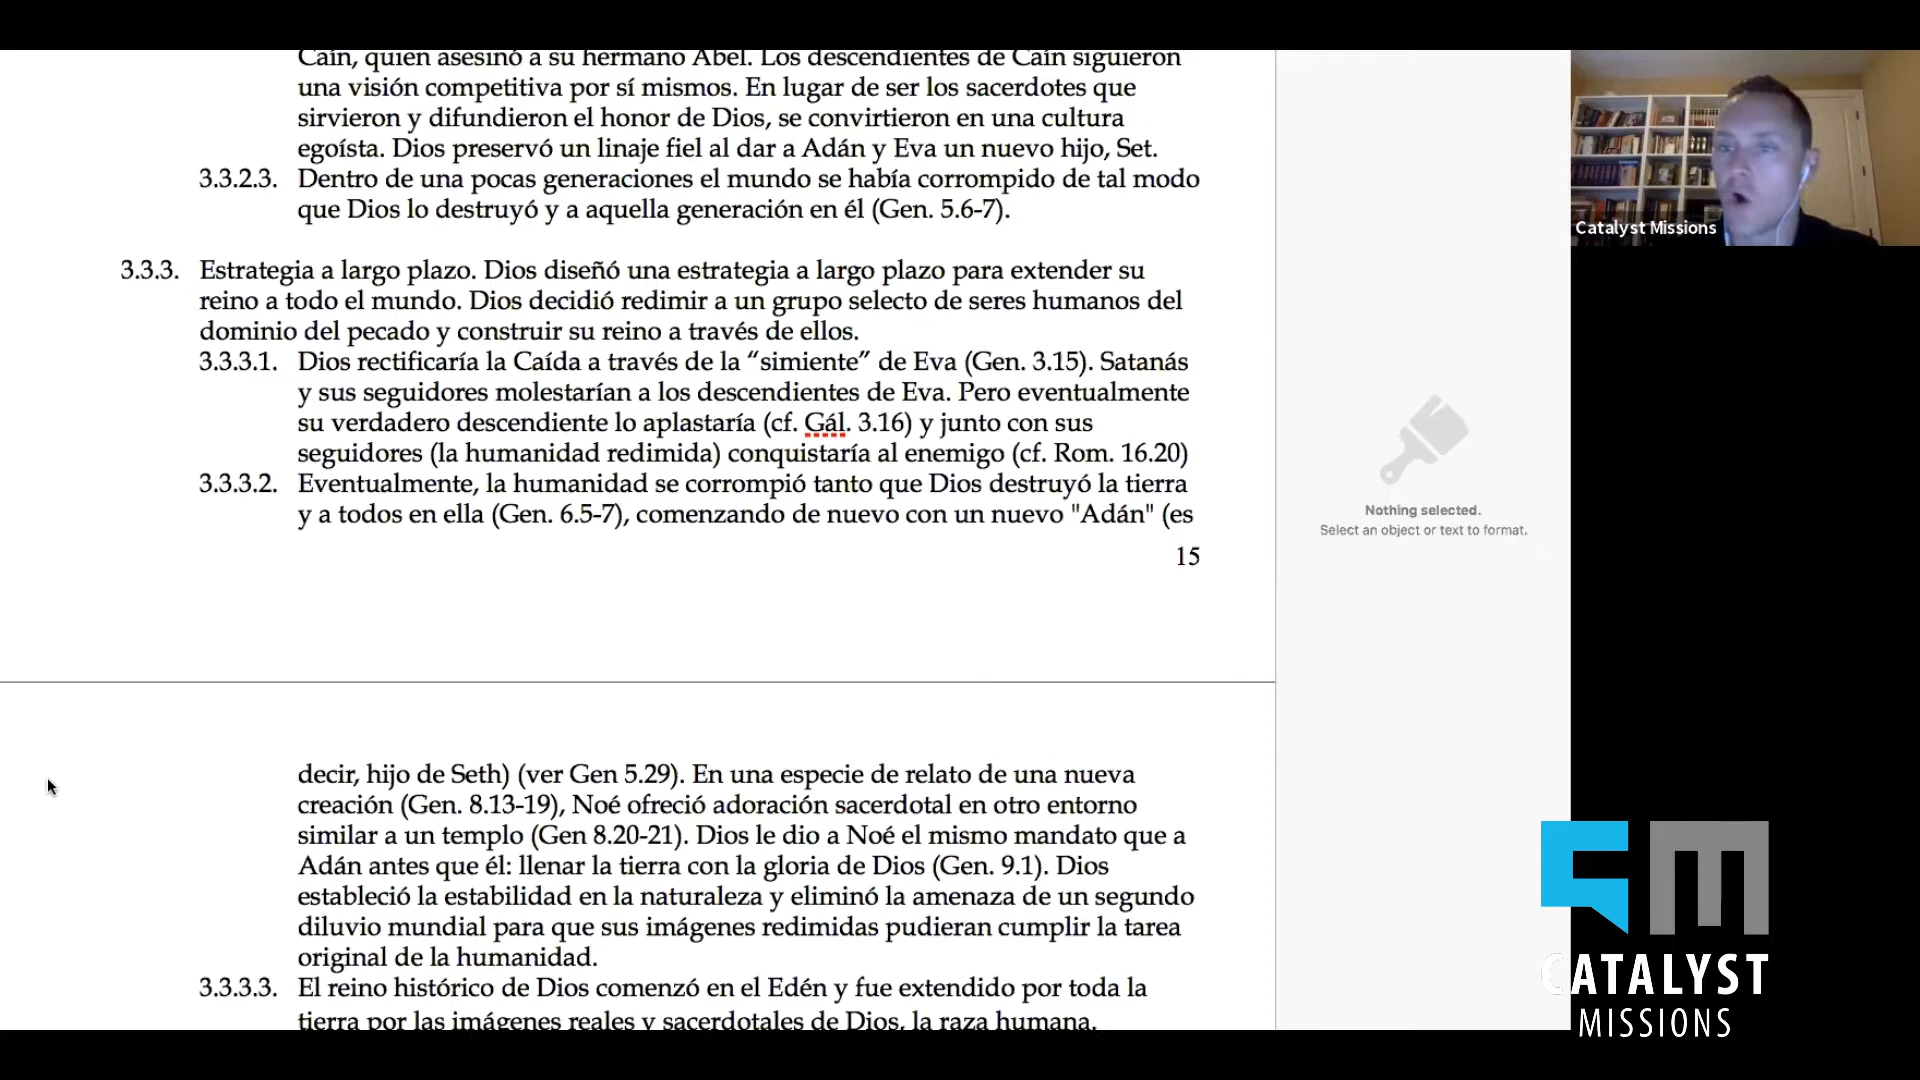 Caín, quien asesinó a su hermano Abel. Los descendientes de Caín siguieron
una visión competitiva por sí mismos. En lugar de ser los sacerdotes que
sirvieron y difundieron el honor de Dios, se convirtieron en una cultura
egoísta. Dios preservó un linaje fiel al dar a Adán y Eva un nuevo hijo, Set.
3.3.2.3. Dentro de una pocas generaciones el mundo se había corrompido de tal modo
que Dios lo destruyó y a aquella generación en él (Gen. 5.6-7).
3.3.3. Estrategia a largo plazo. Dios diseñó una estrategia a largo plazo para extender su
reino a todo el mundo. Dios decidió redimir a un grupo selecto de seres humanos del
dominio del pecado y construir su reino a través de ellos.
3.3.3.1. Dios rectificaría la Caída a través de la “simiente” de Eva (Gen. 3.15). Satanás
y sus seguidores molestarían a los descendientes de Eva. Pero eventualmente
su verdadero descendiente lo aplastaría (cf. Gál. 3.16) y junto con sus
seguidores (la humanidad redimida) conquistaría al enemigo (cf. Rom. 16.20)
3.3.3.2. Eventualmente, la humanidad se corrompió tanto que Dios destruyó la tierra
y a todos en ella (Gen. 6.5-7), comenzando de nuevo con un nuevo "Adán" (es
15
decir, hijo de Seth) (ver Gen 5.29). En una especie de relato de una nueva
creación (Gen. 8.13-19), Noé ofreció adoración sacerdotal en otro entorno
similar a un templo (Gen 8.20-21). Dios le dio a Noé el mismo mandato que a
Adán antes que él: llenar la tierra con la gloria de Dios (Gen. 9.1). Dios
estableció la estabilidad en la naturaleza y eliminó la amenaza de un segundo
diluvio mundial para que sus imágenes redimidas pudieran cumplir la tarea
original de la humanidad.
3.3.3.3. El reino histórico de Dios comenzó en el Edén y fue extendido por toda la
tierra por las imágenes reales y sacerdotales de Dios, la raza humana.
Nothing selected.
Select an object or text to format.
Catalyst Missions
CATALYST
MISSIONS